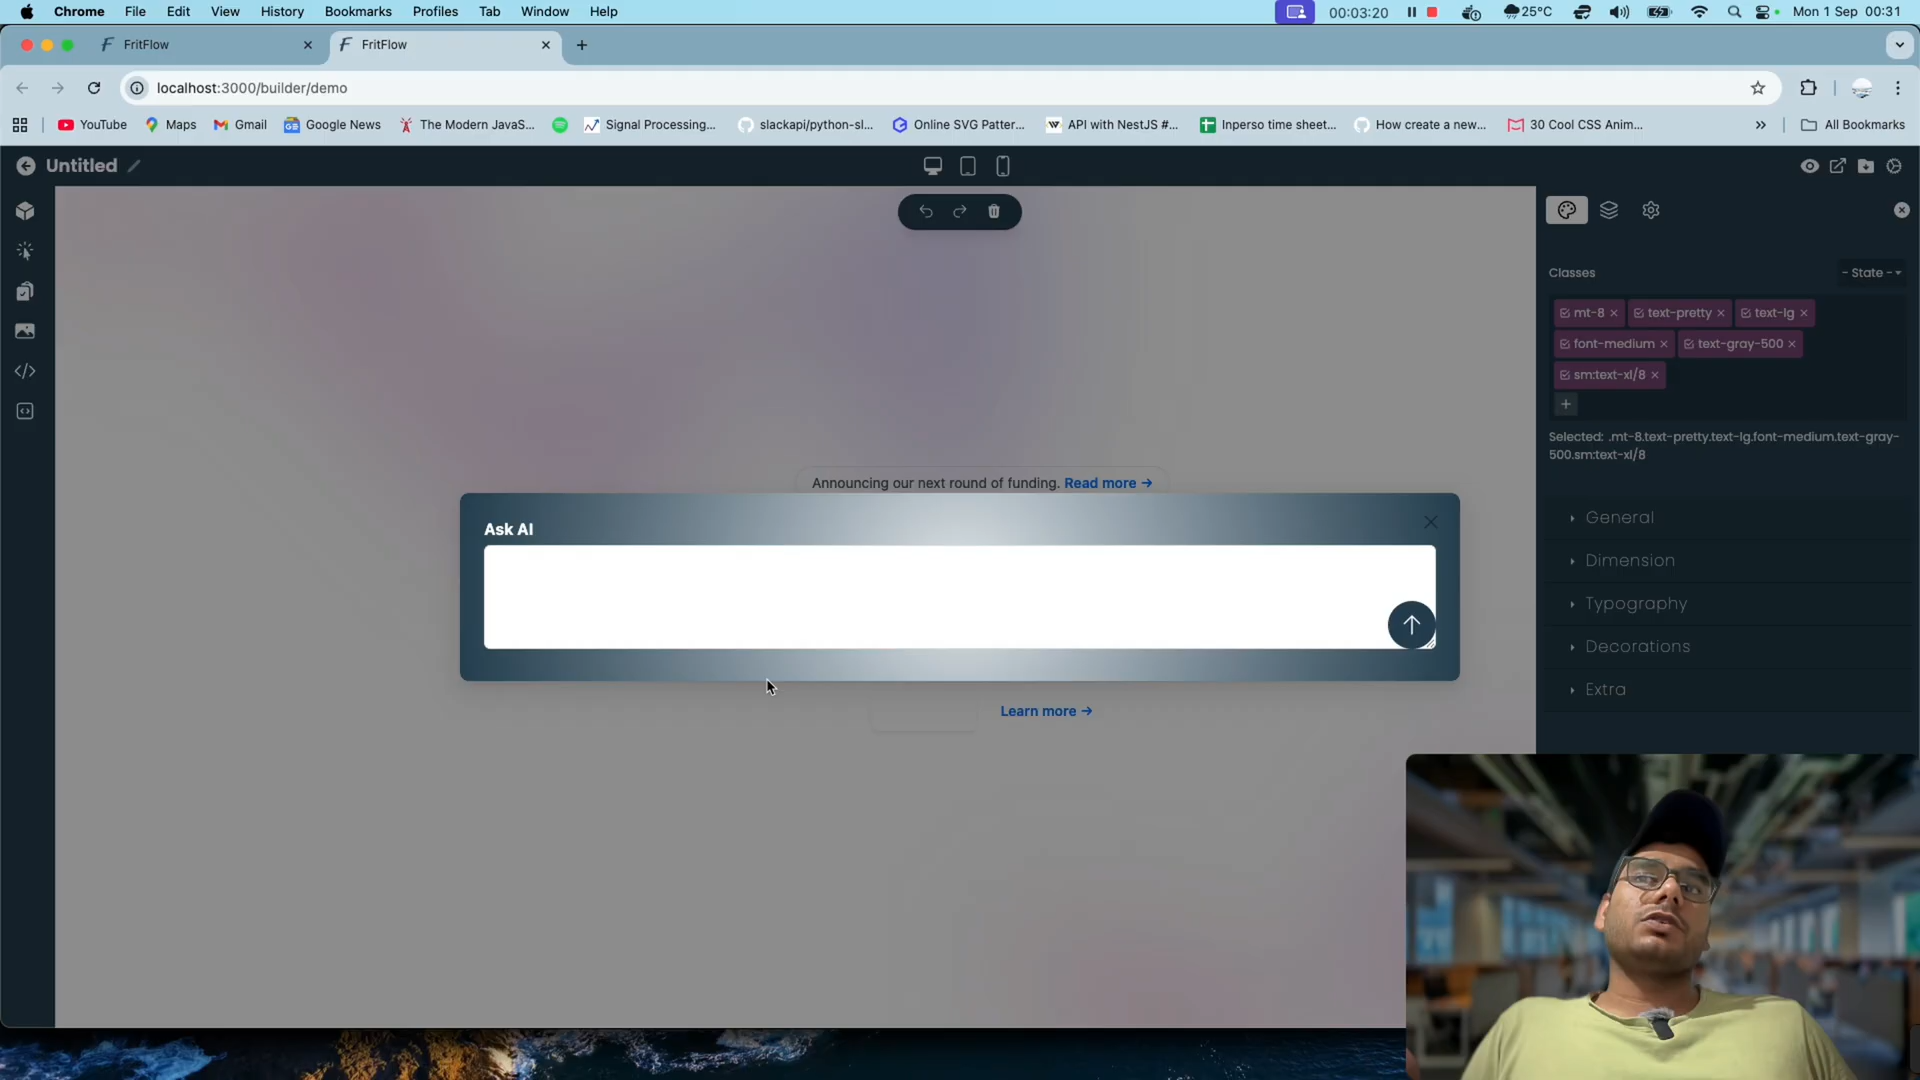 Chrome File Edit View History Bookmarks Profiles Tab Window Help 00:03:20 25°C Mon 1 Sep 00:31
FritFlow FritFlow
localhost:3000/builder/demo
YouTube Maps Gmail Google News The Modern JavaS... Signal Processing... slackapi/python-sl... Online SVG Patter... API with NestJS #... Inperso time sheet... How create a new... 30 Cool CSS Anim... All Bookmarks
Untitled
Classes - State -
mt-8 text-pretty text-lg
font-medium text-gray-500
sm:text-xl/8
Selected: .mt-8.text-pretty.text-lg.font-medium.text-gray-
500.sm:text-xl/8
Announcing our next round of funding. Read more →
Ask AI
Learn more →
General
Dimension
Typography
Decorations
Extra